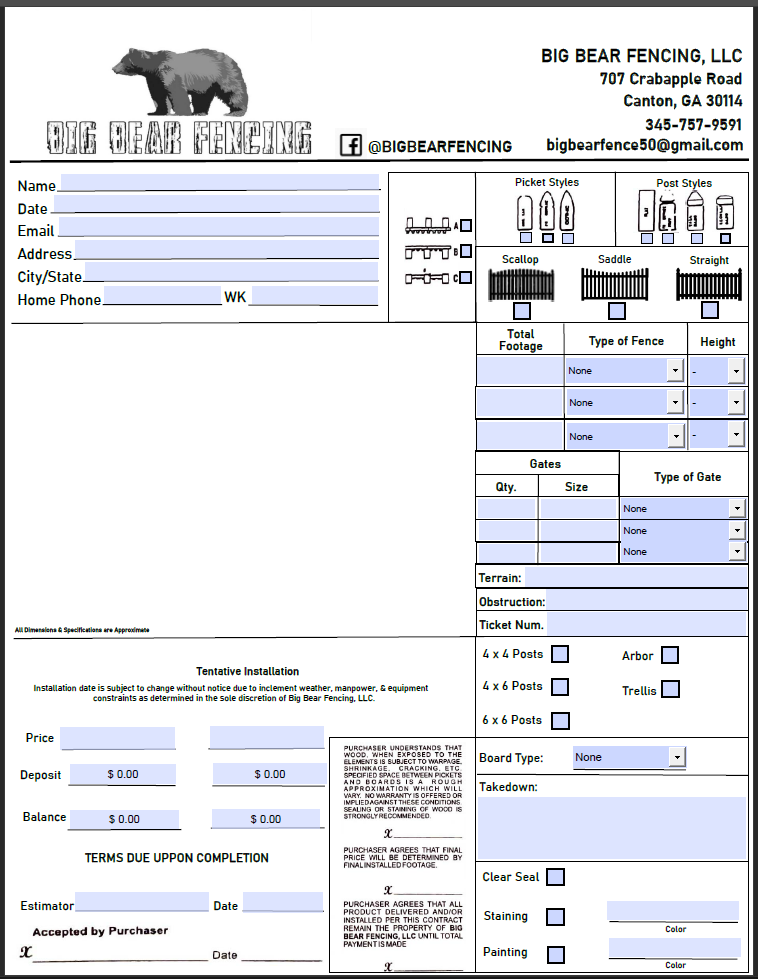 BIG BEAR FENCING
BIG BEAR FENCING, LLC
707 Crabapple Road
Canton, GA 30114
345-757-9591
@BIGBEARFENCING
bigbearfence50@gmail.com
Name
Date
Email
Address
City/State
Home Phone
WK
A
B
C
Picket Styles
Post Styles
Scallop
Saddle
Straight
Total Footage
Type of Fence
Height
None
-
None
-
None
-
Gates
Qty.
Size
Type of Gate
None
None
None
Terrain:
Obstruction:
Ticket Num.
All Dimensions & Specifications are Approximate
4 x 4 Posts
Arbor
4 x 6 Posts
Trellis
6 x 6 Posts
Tentative Installation
Installation date is subject to change without notice due to inclement weather, manpower, & equipment
constraints as determined in the sole discretion of Big Bear Fencing, LLC.
Price
Deposit
$ 0.00
$ 0.00
Balance
$ 0.00
$ 0.00
TERMS DUE UPPON COMPLETION
Estimator
Date
Accepted by Purchaser
X
Date
PURCHASER UNDERSTANDS THAT
WOOD, WHEN EXPOSED TO THE
ELEMENTS IS SUBJECT TO WARPAGE,
SHRINKAGE, CRACKING, ETC.
SPECIFIED SPACE BETWEEN PICKETS
AND BOARDS IS A ROUGH
APPROXIMATION WHICH WILL
VARY. NO WARRANTY IS OFFERED OR
IMPLIED AGAINST THESE CONDITIONS.
SEALING OR STAINING OF WOOD IS
STRONGLY RECOMMENDED.
X
PURCHASER AGREES THAT FINAL
PRICE WILL BE DETERMINED BY
FINAL INSTALLED FOOTAGE.
X
PURCHASER AGREES THAT ALL
PRODUCT DELIVERED AND/OR
INSTALLED PER THIS CONTRACT
REMAIN THE PROPERTY OF BIG
BEAR FENCING, LLC UNTIL TOTAL
PAYMENT IS MADE
X
Board Type:
None
Takedown:
Clear Seal
Staining
Color
Painting
Color